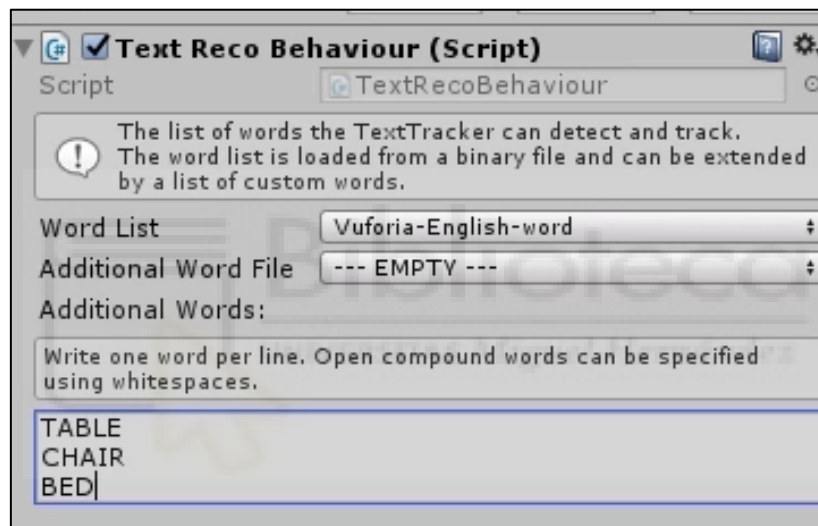 Text Reco Behaviour (Script)
Script TextRecoBehaviour
The list of words the TextTracker can detect and track.
The word list is loaded from a binary file and can be extended
by a list of custom words.
Word List Vuforia-English-word
Additional Word File --- EMPTY ---
Biblioteca
Additional Words:
Write one word per line. Open compound words can be specified
using whitespaces.
TABLE
CHAIR
BED